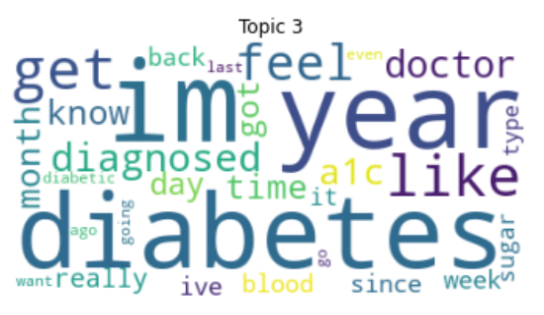 Topic 3
get im back last feel even doctor
month know got year type
diagnosed a1c like
diabetic day time it
diabetes sugar
ago going go
want really ive blood since week